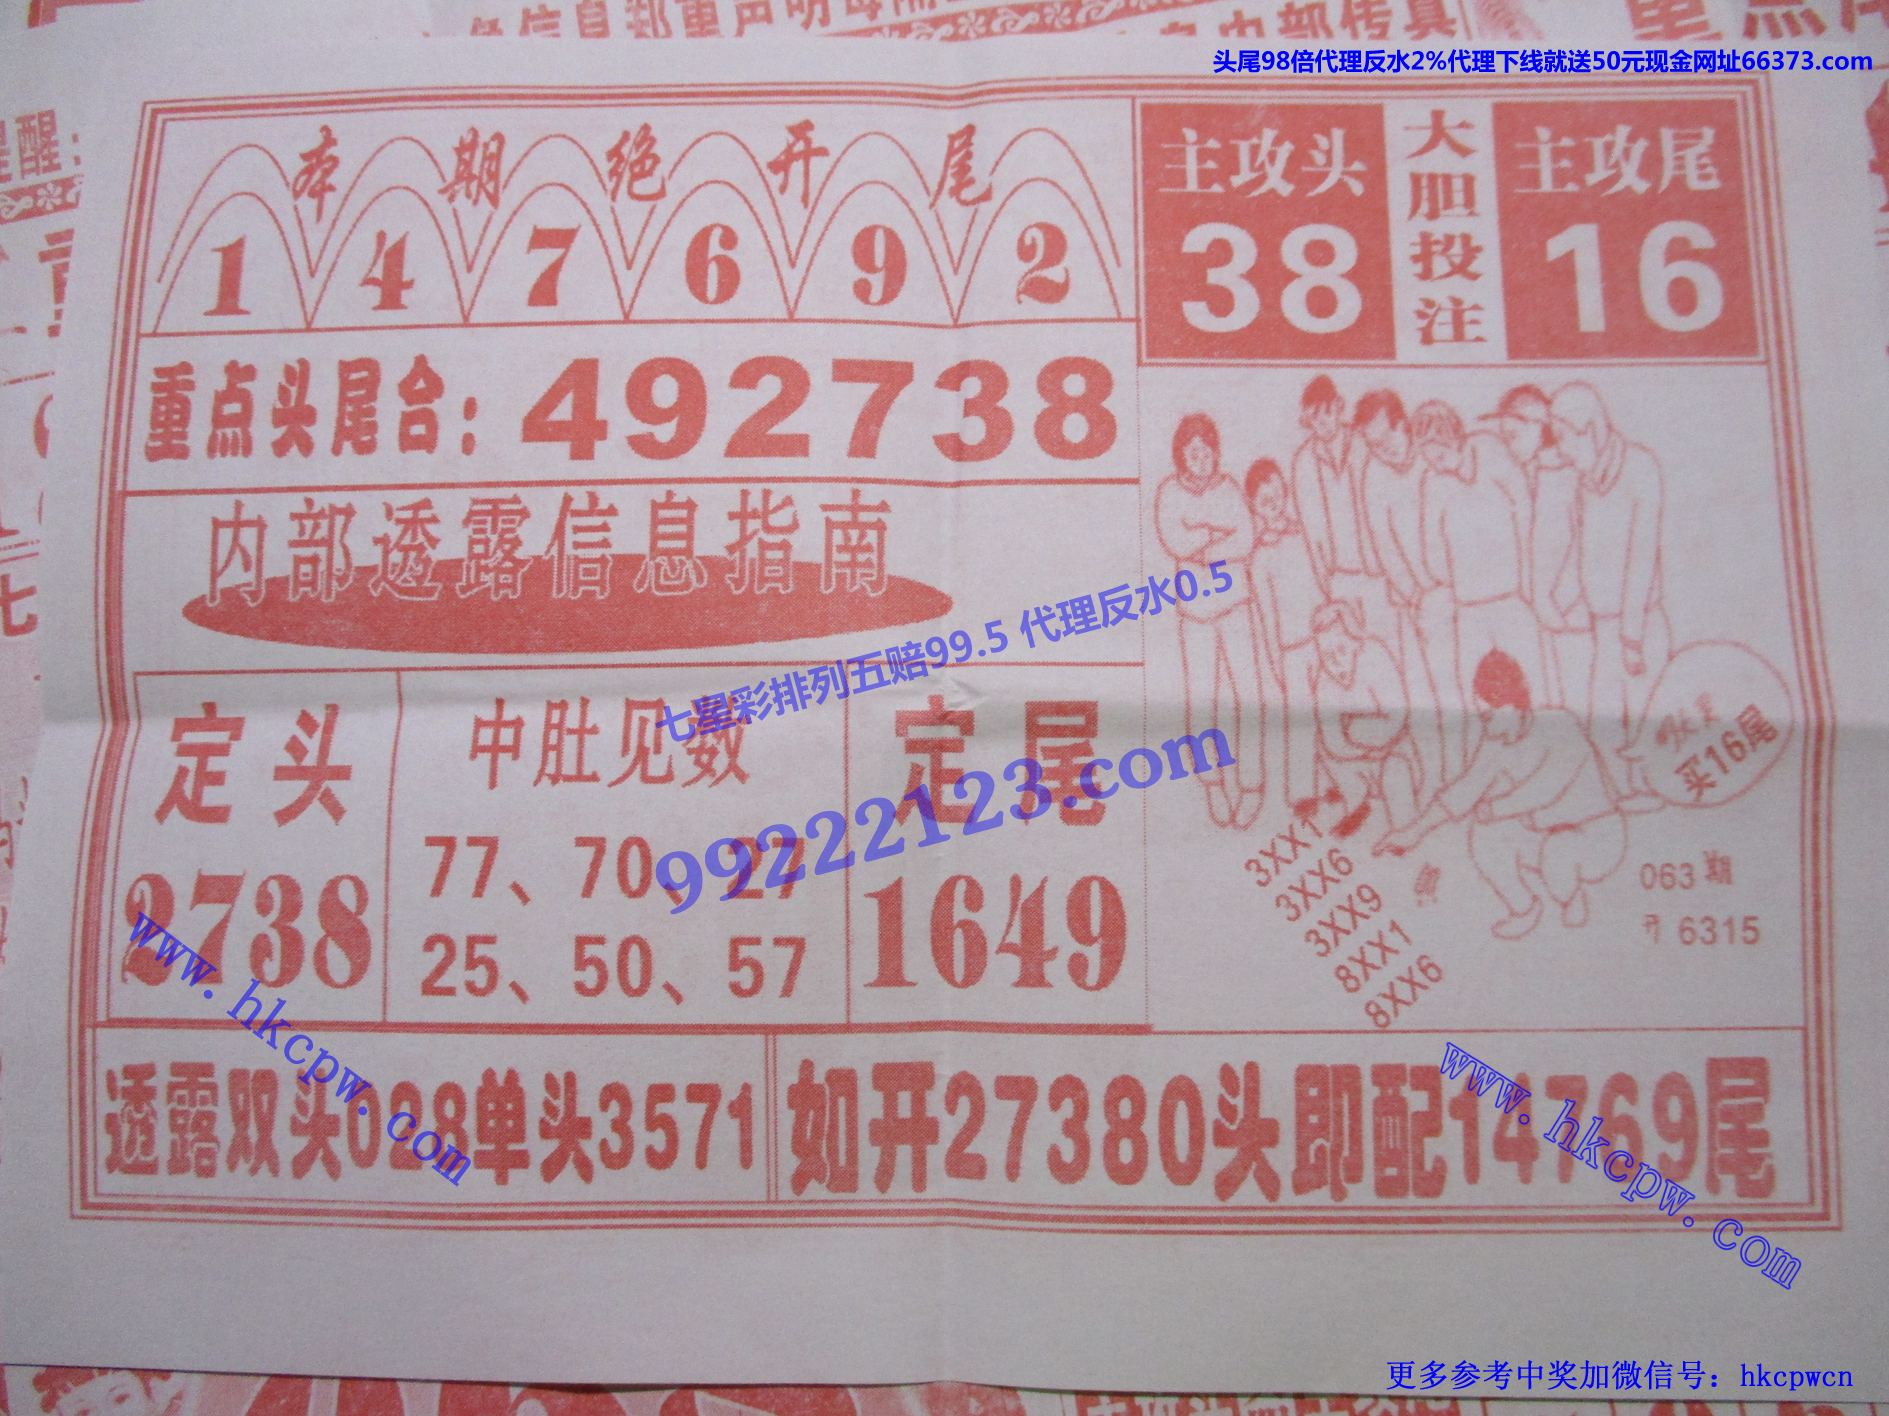 头尾98倍代理反水2%代理下线就送50元现金网址66373.com
本期绝开尾
1 4 7 6 9 2
主攻头
38
大胆投注
主攻尾
16
重点头尾合：492738
内部透露信息指南
七星彩排列五赔99.5 代理反水0.5
99222123.com
定头
2738
中肚见数
77、70、27
25、50、57
定尾
1649
买16尾
3XX1
3XX6
3XX9
8XX1
8XX6
063期
开 6315
www.hkcpw.com
透露双头028单头3571
如开27380头即配14769尾
www.hkcpw.com
更多参考中奖加微信号：hkcpwcn